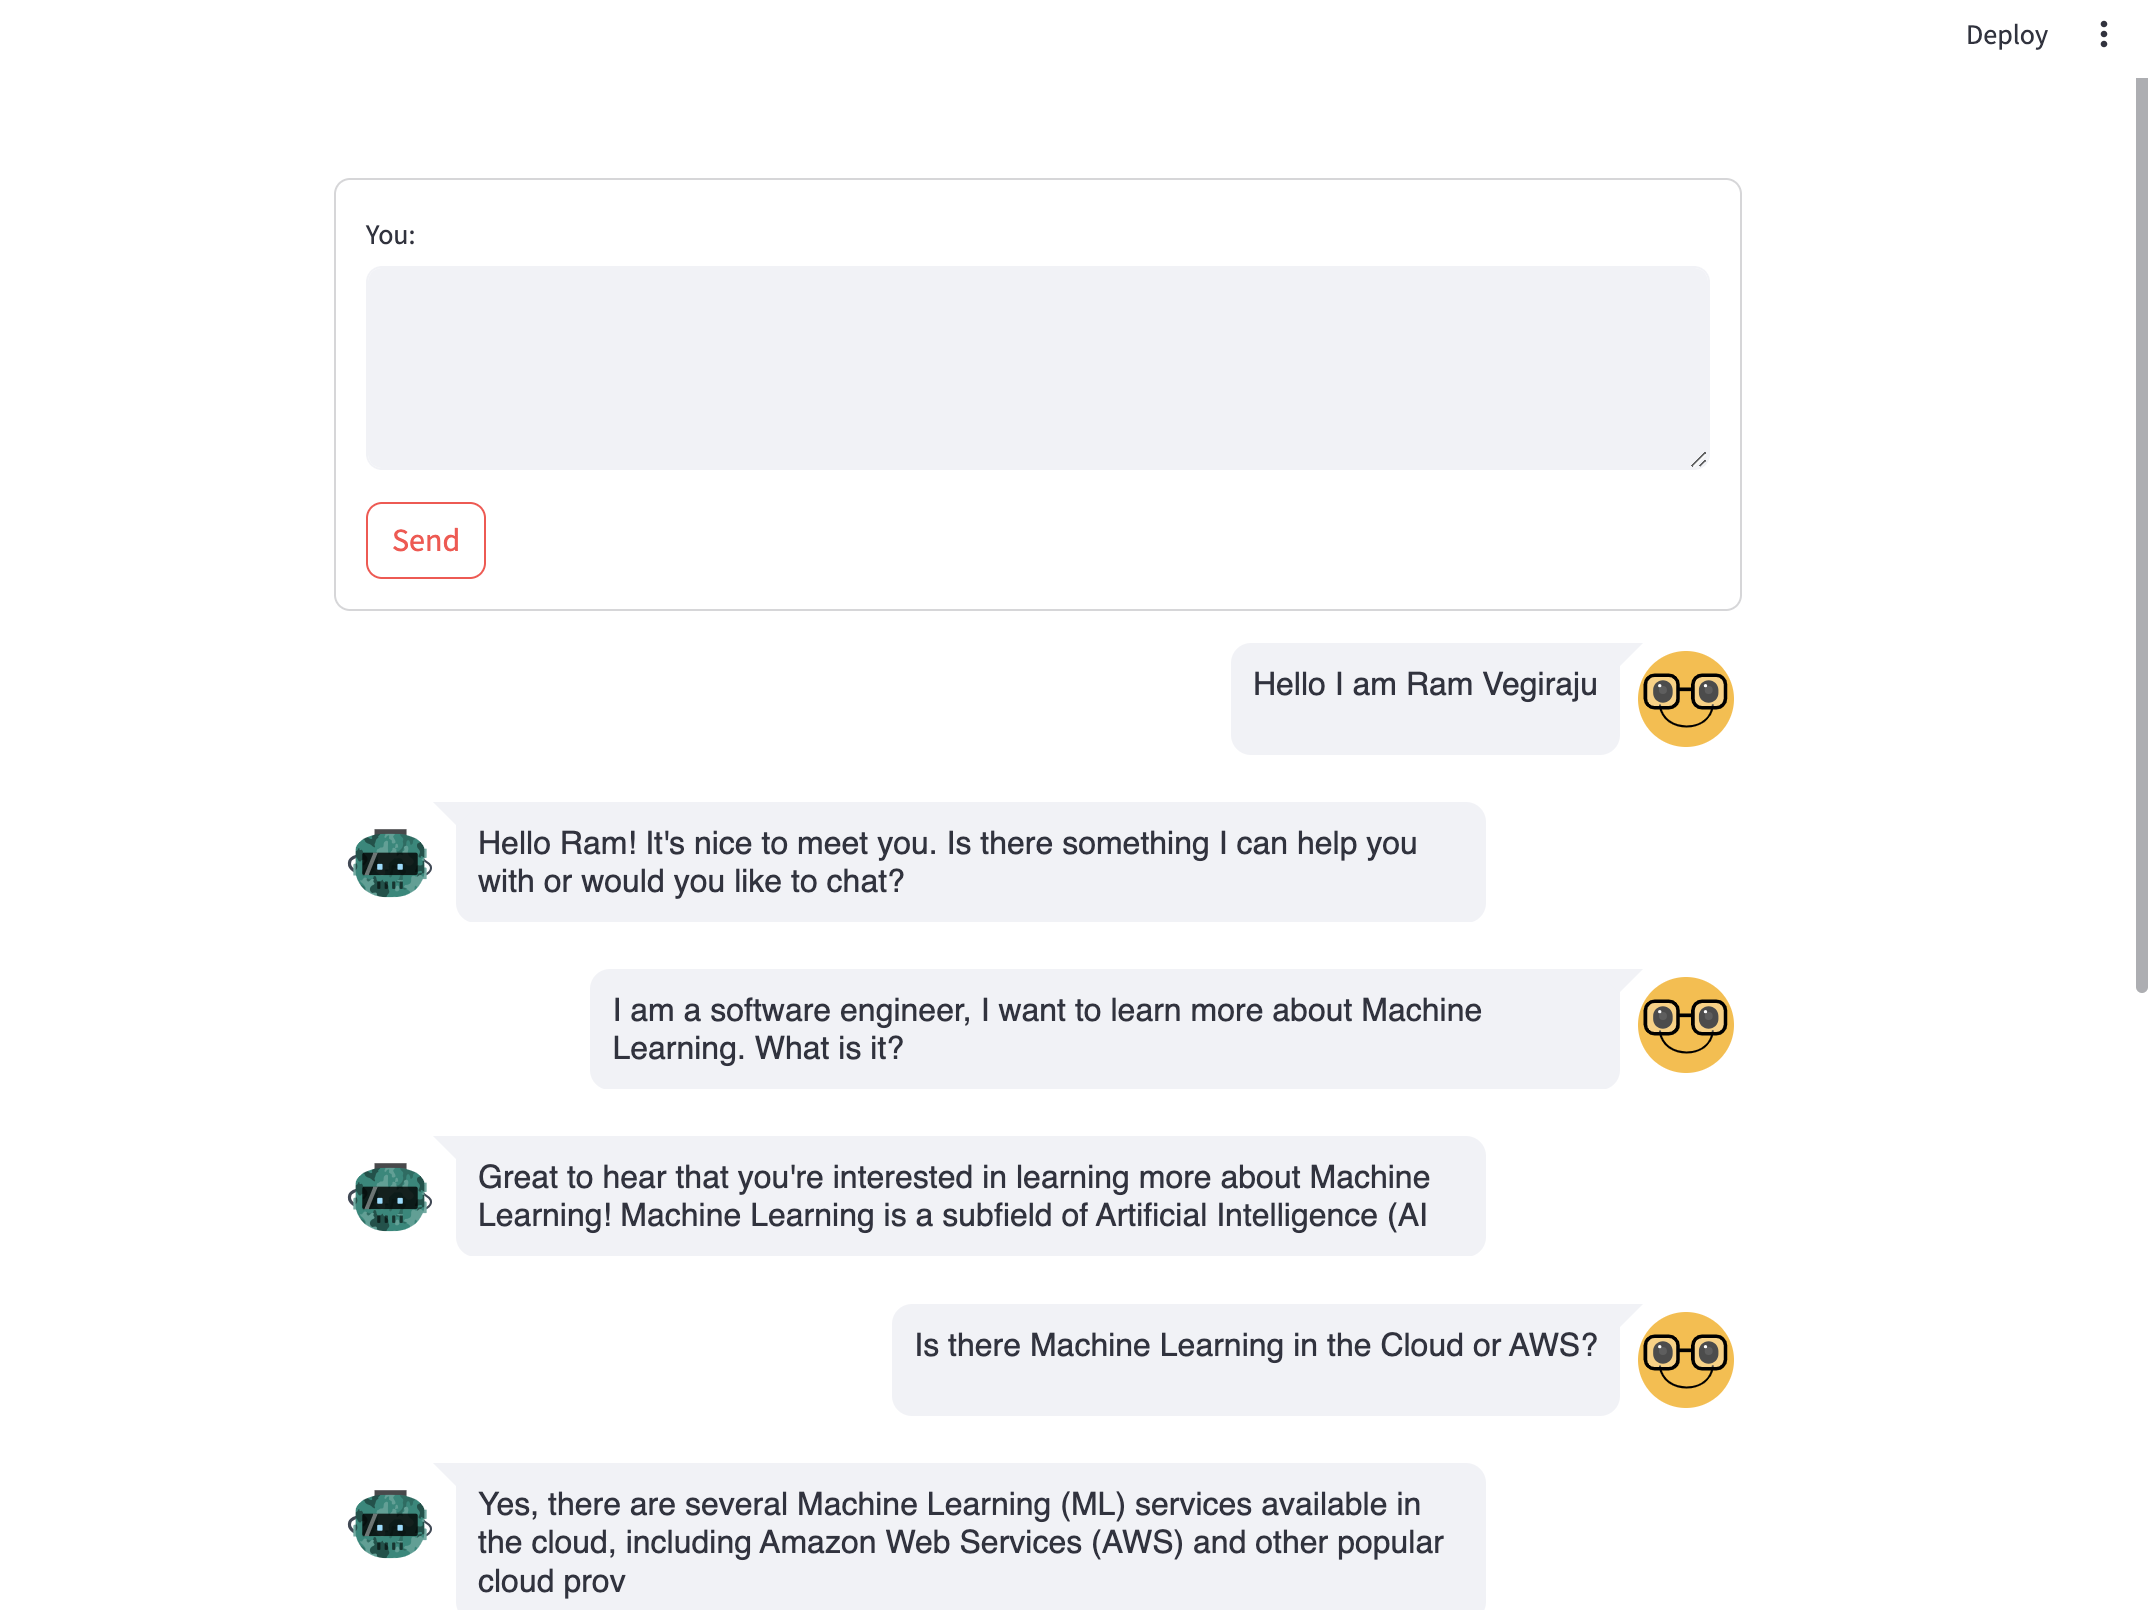 Deploy
You:
Send
Hello I am Ram Vegiraju
Hello Ram! It's nice to meet you. Is there something I can help you
with or would you like to chat?
I am a software engineer, I want to learn more about Machine
Learning. What is it?
Great to hear that you're interested in learning more about Machine
Learning! Machine Learning is a subfield of Artificial Intelligence (AI
Is there Machine Learning in the Cloud or AWS?
Yes, there are several Machine Learning (ML) services available in
the cloud, including Amazon Web Services (AWS) and other popular
cloud prov